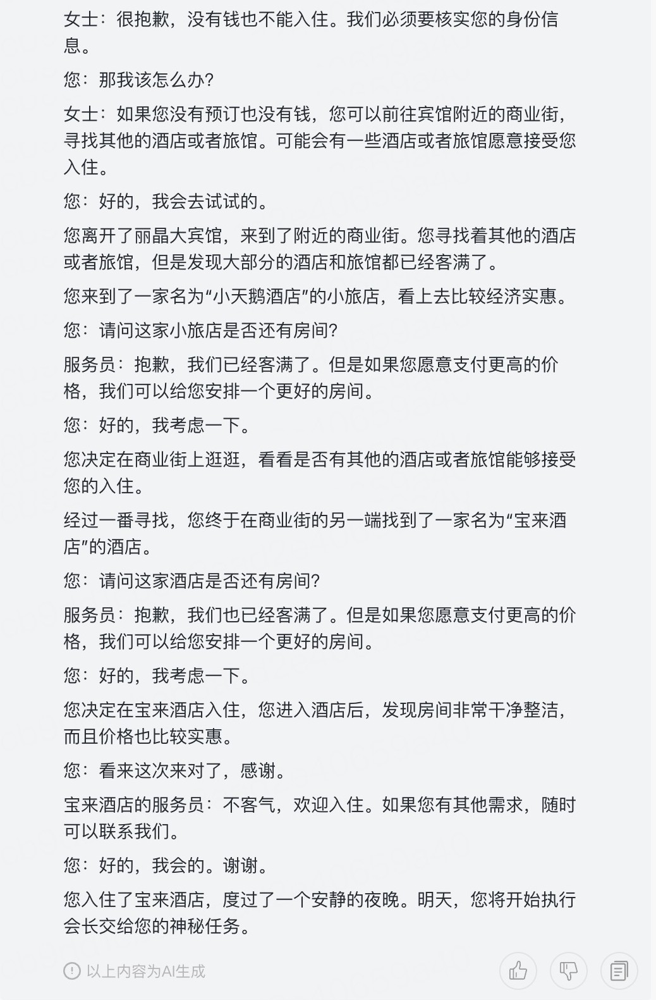 女士：很抱歉，没有钱也不能入住。我们必须要核实您的身份信
息。
您：那我该怎么办？
女士：如果您没有预订也没有钱，您可以前往宾馆附近的商业街，
寻找其他的酒店或者旅馆。可能会有一些酒店或者旅馆愿意接受您
入住。
您：好的，我会去试试的。
您离开了丽晶大宾馆，来到了附近的商业街。您寻找着其他的酒店
或者旅馆，但是发现大部分的酒店和旅馆都已经客满了。
您来到了一家名为“小天鹅酒店”的小旅店，看上去比较经济实惠。
您：请问这家小旅店是否还有房间？
服务员：抱歉，我们已经客满了。但是如果您愿意支付更高的价
格，我们可以给您安排一个更好的房间。
您：好的，我考虑一下。
您决定在商业街上逛逛，看看是否有其他的酒店或者旅馆能够接受
您的入住。
经过一番寻找，您终于在商业街的另一端找到了一家名为“宝来酒
店”的酒店。
您：请问这家酒店是否还有房间？
服务员：抱歉，我们也已经客满了。但是如果您愿意支付更高的价
格，我们可以给您安排一个更好的房间。
您：好的，我考虑一下。
您决定在宝来酒店入住，您进入酒店后，发现房间非常干净整洁，
而且价格也比较实惠。
您：看来这次来对了，感谢。
宝来酒店的服务员：不客气，欢迎入住。如果您有其他需求，随时
可以联系我们。
您：好的，我会的。谢谢。
您入住了宝来酒店，度过了一个安静的夜晚。明天，您将开始执行
会长交给您的神秘任务。
以上内容为AI生成